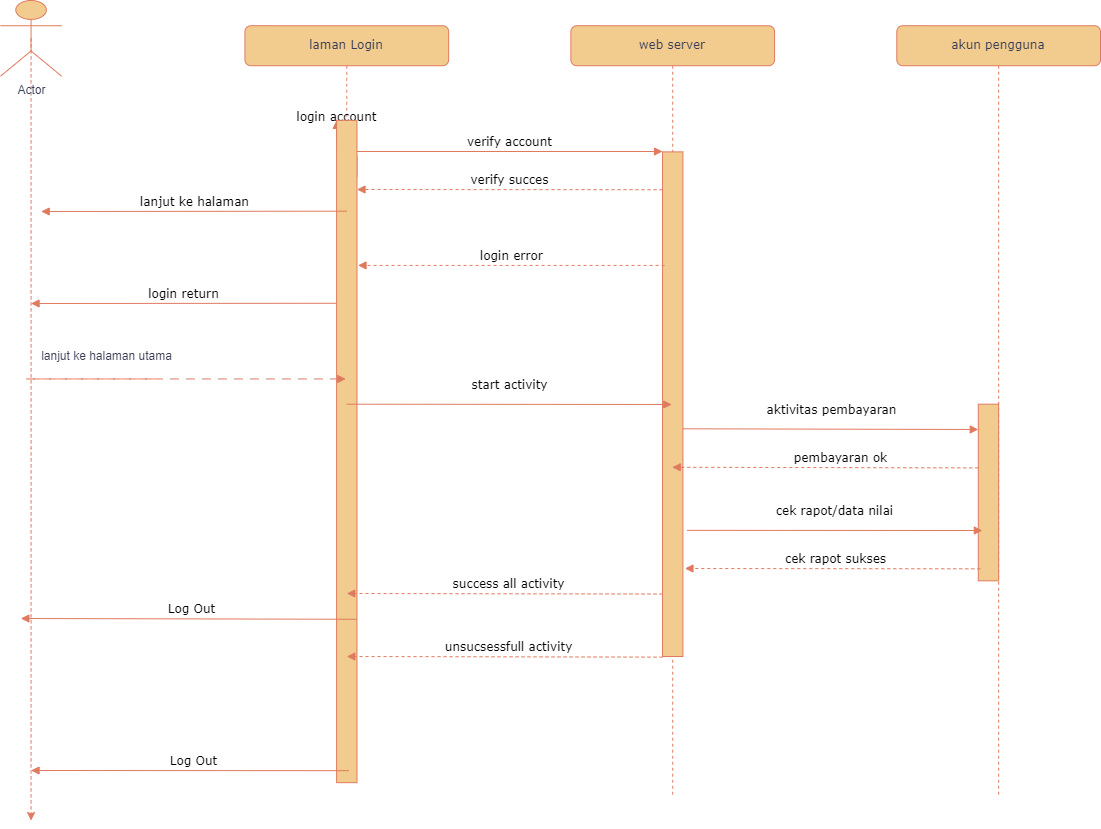 laman Login
web server
akun pengguna
Actor
login account
verify account
verify succes
lanjut ke halaman
login error
login return
lanjut ke halaman utama
start activity
aktivitas pembayaran
pembayaran ok
cek rapot/data nilai
cek rapot sukses
success all activity
Log Out
unsucsessfull activity
Log Out